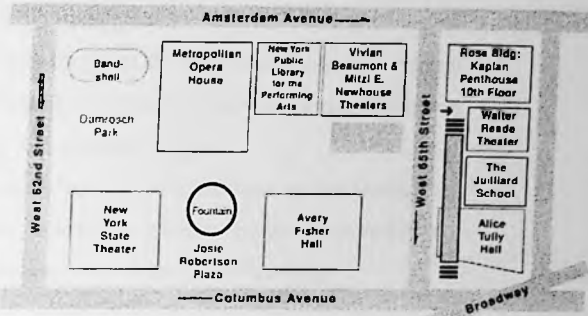 Amsterdam Avenue
Band-
shell
Damrosch
Park
Metropolitan
Opera
House
New York
Public
Library
for the
Performing
Arts
Vivian
Beaumont &
Mitzi E.
Newhouse
Theaters
Rose Bldg:
Kaplan
Penthouse
10th Floor
Walter
Reade
Theater
The
Juilliard
School
Alice
Tully
Hall
West 62nd Street
West 65th Street
New
York
State
Theater
Fountain
Josie
Robertson
Plaza
Avery
Fisher
Hall
Columbus Avenue
Broadway